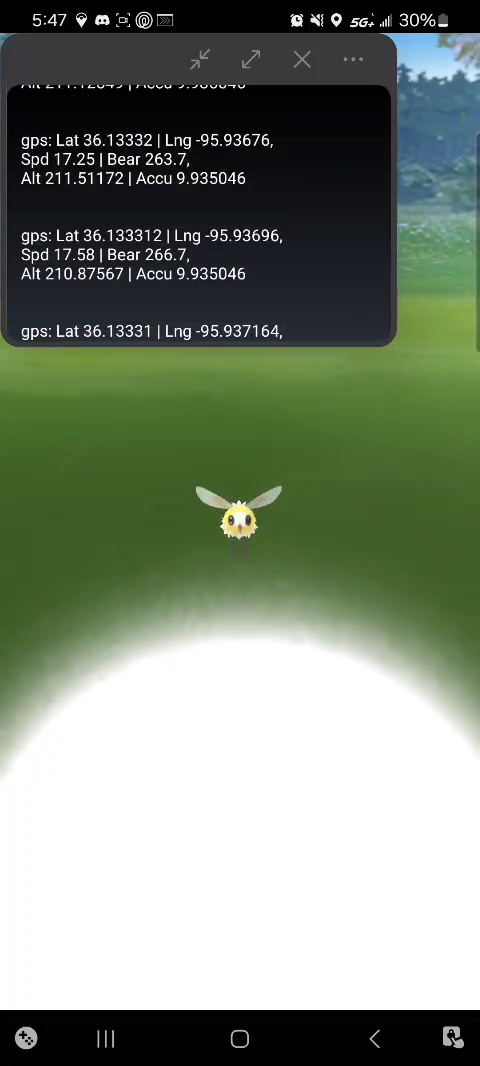 5:47
5G+
30%
gps: Lat 36.13332 | Lng -95.93676,
Spd 17.25 | Bear 263.7,
Alt 211.51172 | Accu 9.935046
gps: Lat 36.133312 | Lng -95.93696,
Spd 17.58 | Bear 266.7,
Alt 210.87567 | Accu 9.935046
gps: Lat 36.13331 | Lng -95.937164,